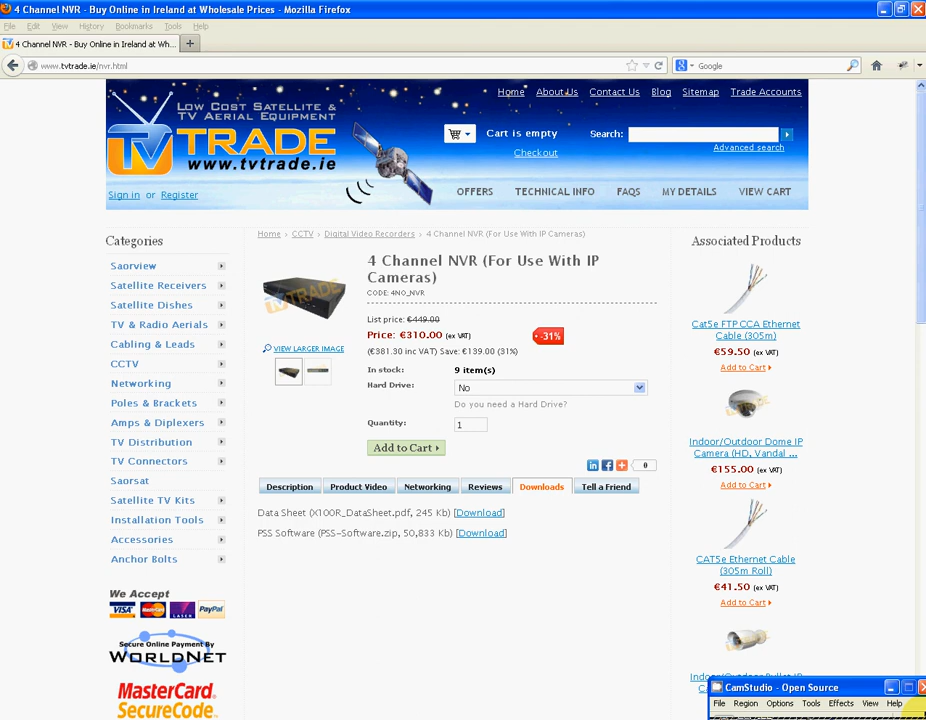 4 Channel NVR - Buy Online in Ireland at Wholesale Prices - Mozilla Firefox
File Edit View History Bookmarks Tools Help
4 Channel NVR - Buy Online in Ireland at Wh... +
www.tvtrade.ie/nvr.html
Google
Home About Us Contact Us Blog Sitemap Trade Accounts
Low Cost Satellite &
TV Aerial Equipment
TV TRADE
www.tvtrade.ie
Cart is empty
Checkout
Search:
Advanced search
Sign in or Register
OFFERS TECHNICAL INFO FAQS MY DETAILS VIEW CART
Categories
Saorview
Satellite Receivers
Satellite Dishes
TV & Radio Aerials
Cabling & Leads
CCTV
Networking
Poles & Brackets
Amps & Diplexers
TV Distribution
TV Connectors
Saorsat
Satellite TV Kits
Installation Tools
Accessories
Anchor Bolts
We Accept
VISA MasterCard LASER PayPal
Secure Online Payment By
WORLDNET
MasterCard
SecureCode
Home › CCTV › Digital Video Recorders › 4 Channel NVR (For Use With IP Cameras)
TVTRADE
VIEW LARGER IMAGE
4 Channel NVR (For Use With IP
Cameras)
CODE: 4NO_NVR
List price: €449.00
Price: €310.00 (ex VAT)
-31%
(€381.30 inc VAT) Save: €139.00 (31%)
In stock: 9 item(s)
Hard Drive: No
Do you need a Hard Drive?
Quantity: 1
Add to Cart
0
Description Product Video Networking Reviews Downloads Tell a Friend
Data Sheet (X100R_DataSheet.pdf, 245 Kb) [Download]
PSS Software (PSS-Software.zip, 50,833 Kb) [Download]
Associated Products
Cat5e FTP CCA Ethernet
Cable (305m)
€59.50 (ex VAT)
Add to Cart
Indoor/Outdoor Dome IP
Camera (HD, Vandal ...
€155.00 (ex VAT)
Add to Cart
CAT5e Ethernet Cable
(305m Roll)
€41.50 (ex VAT)
Add to Cart
Indoor/Outdoor Bullet IP
CamStudio - Open Source
File Region Options Tools Effects View Help